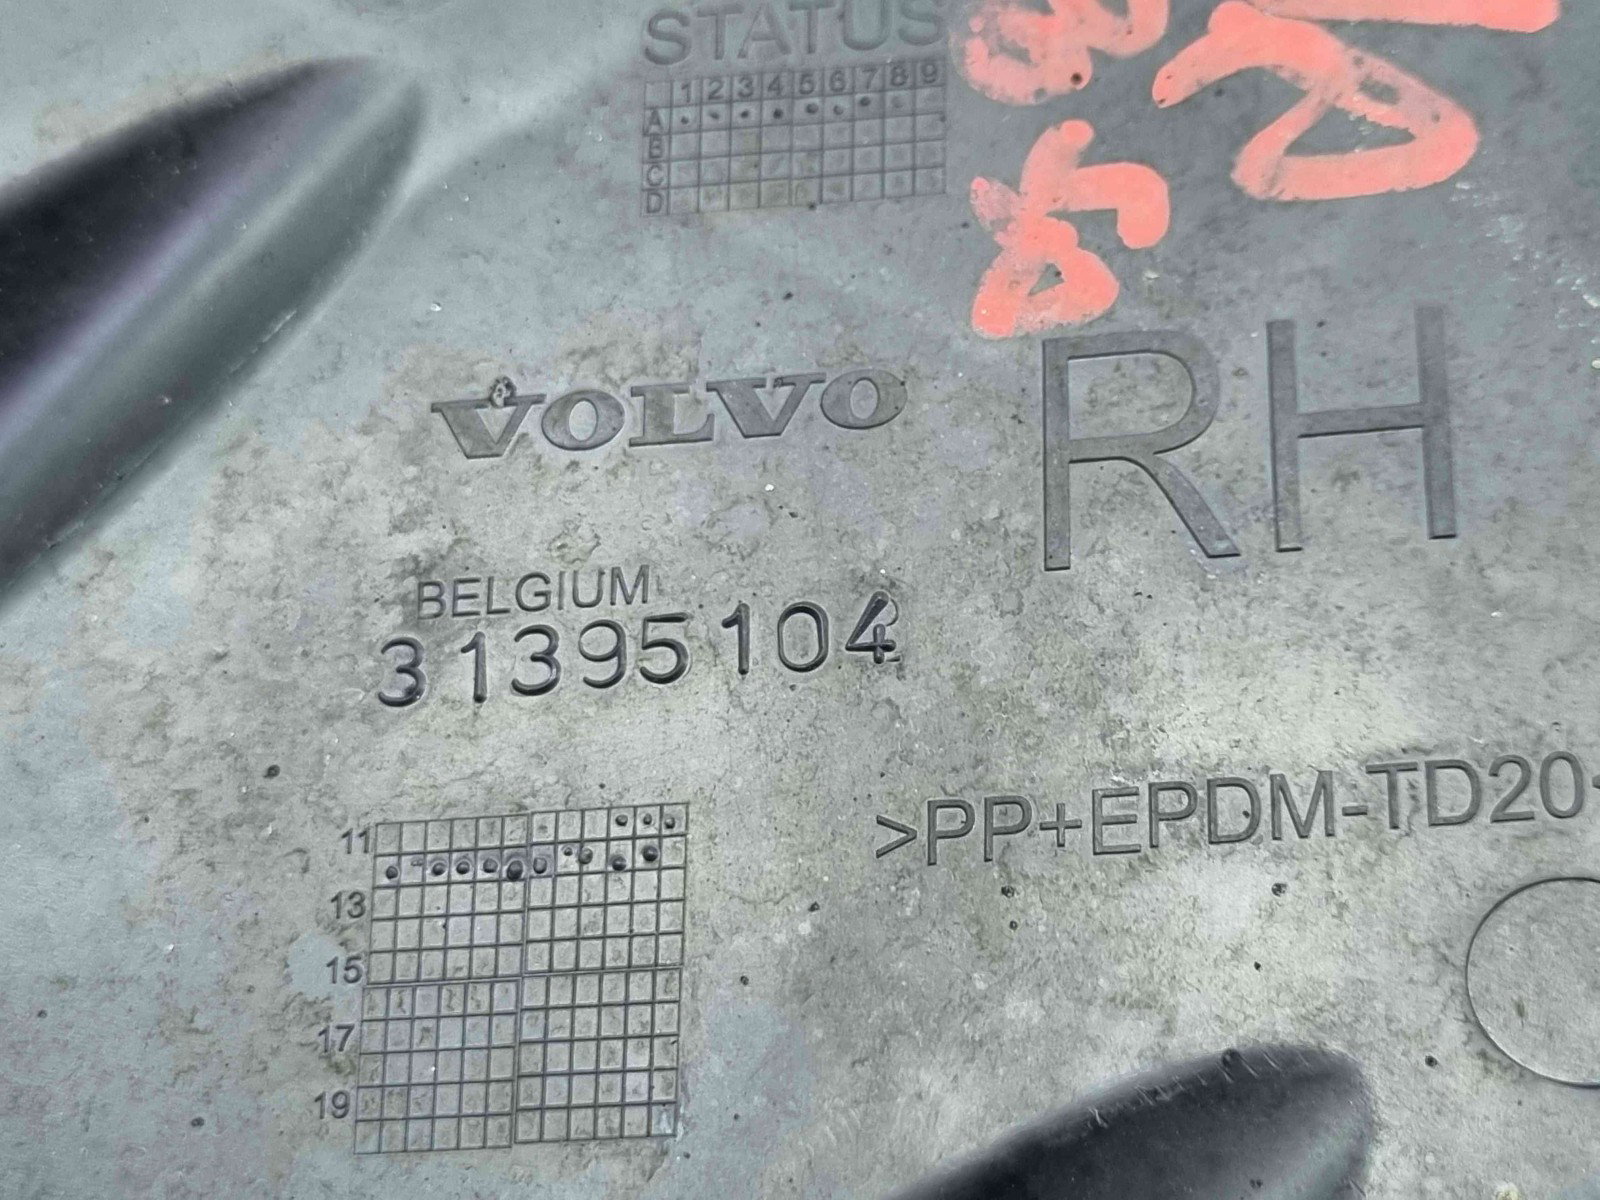 STATUS
1 2 3 4 5 6 7 8 9
A
B
C
D
VOLVO
RH
BELGIUM
31395104
>PP+EPDM-TD20
11
13
15
17
19